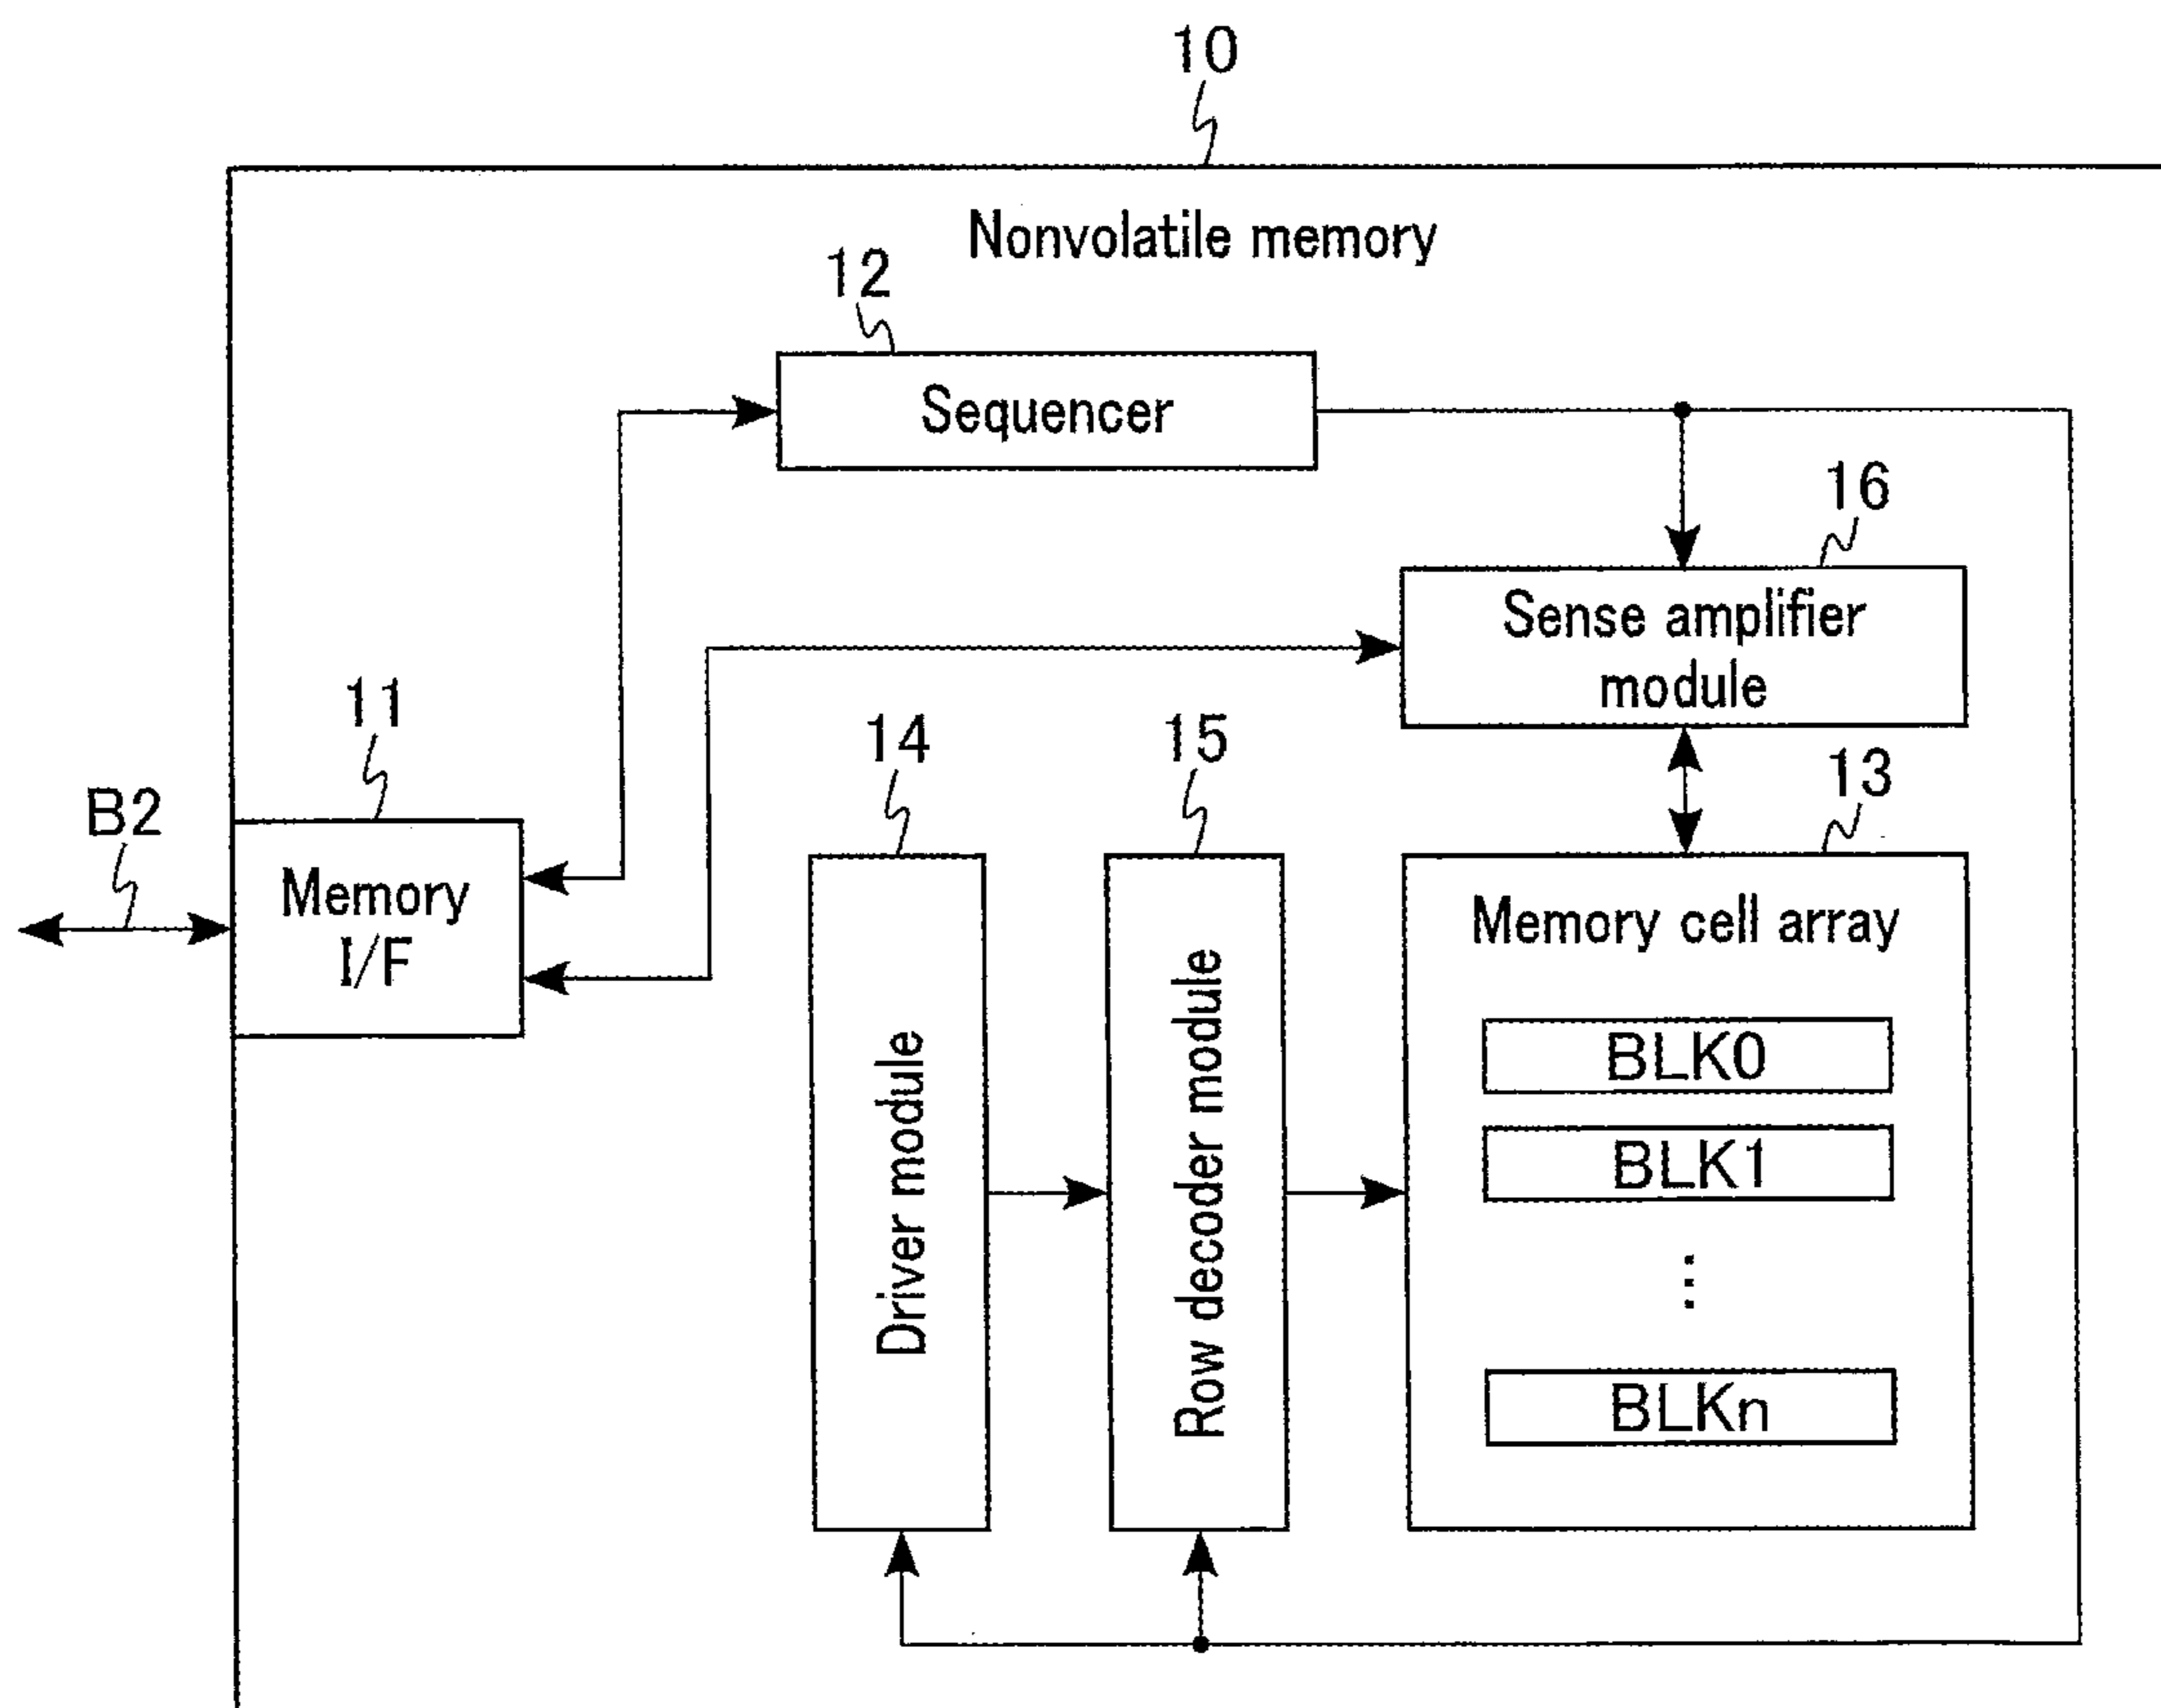 10
Nonvolatile memory
12
Sequencer
16
Sense amplifier
module
11
14
15
13
B2
Memory
I/F
Driver module
Row decoder module
Memory cell array
BLK0
BLK1
⋮
BLKn